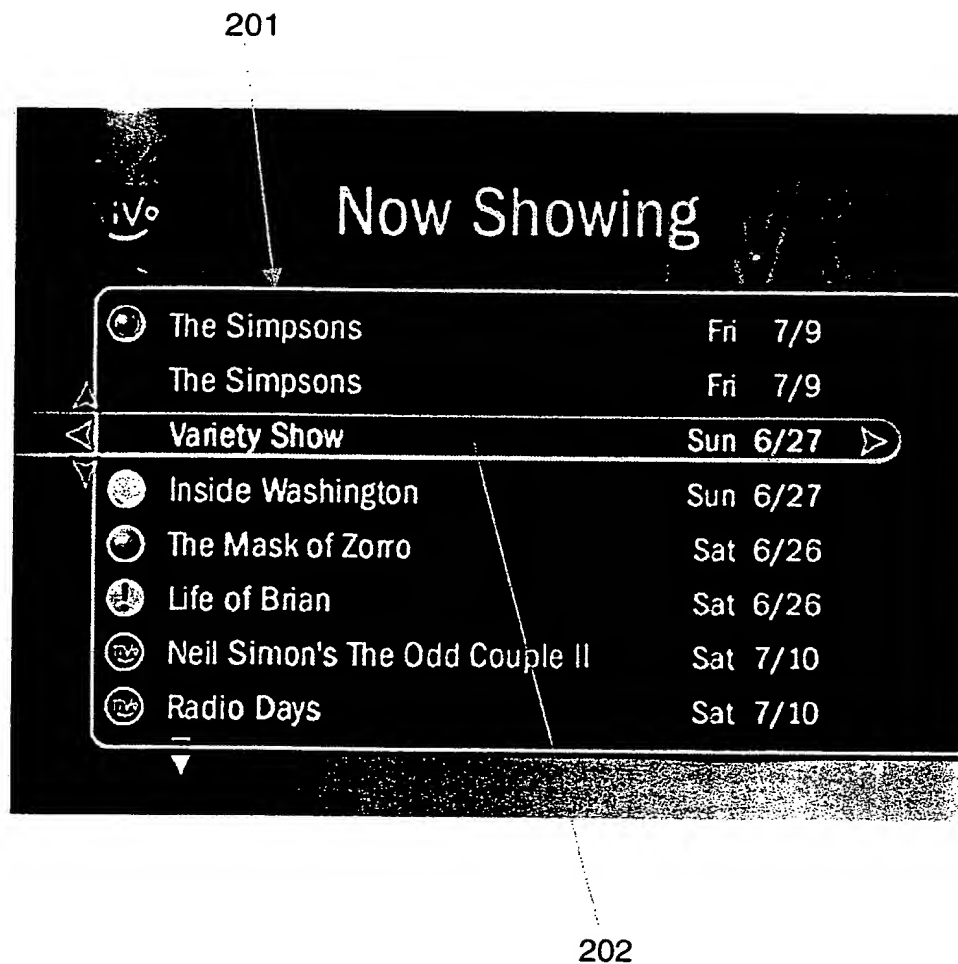 201
iVo
Now Showing
The Simpsons Fri 7/9
The Simpsons Fri 7/9
Variety Show Sun 6/27
Inside Washington Sun 6/27
The Mask of Zorro Sat 6/26
Life of Brian Sat 6/26
TiVo Neil Simon's The Odd Couple II Sat 7/10
TiVo Radio Days Sat 7/10
202